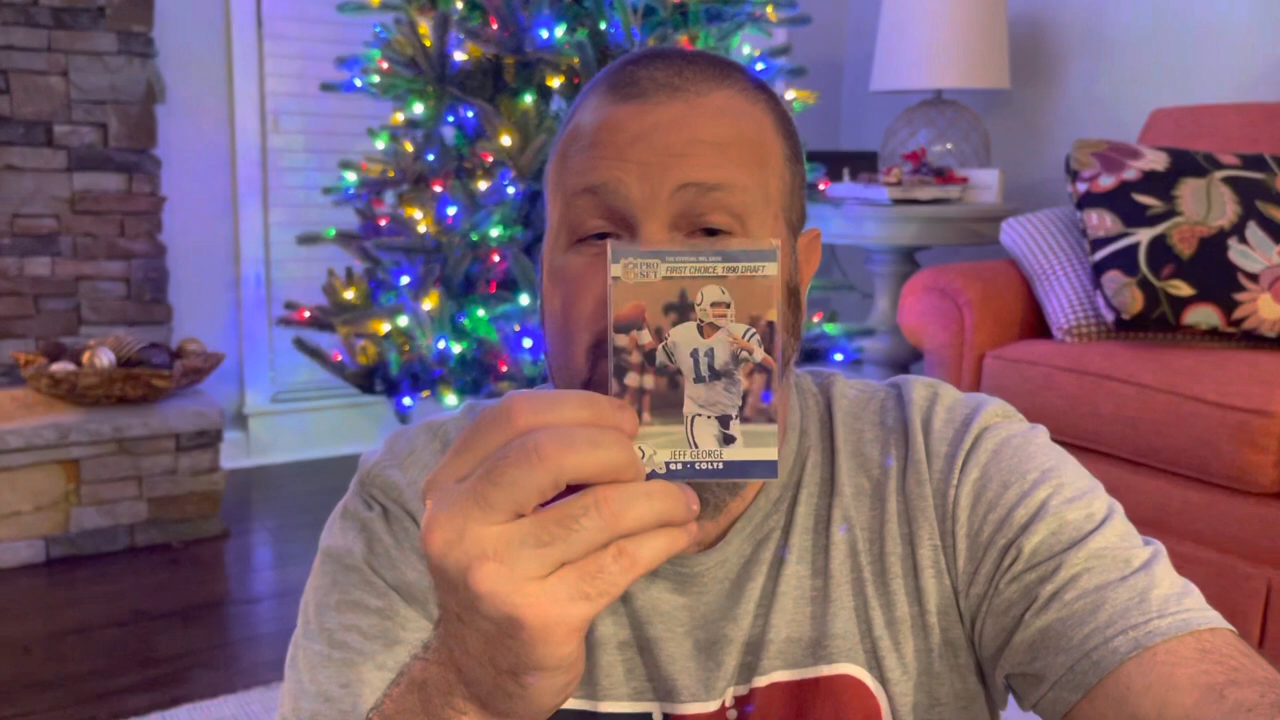 THE OFFICIAL NFL CARD
PRO SET
FIRST CHOICE, 1990 DRAFT
11
JEFF GEORGE
QB • COLTS